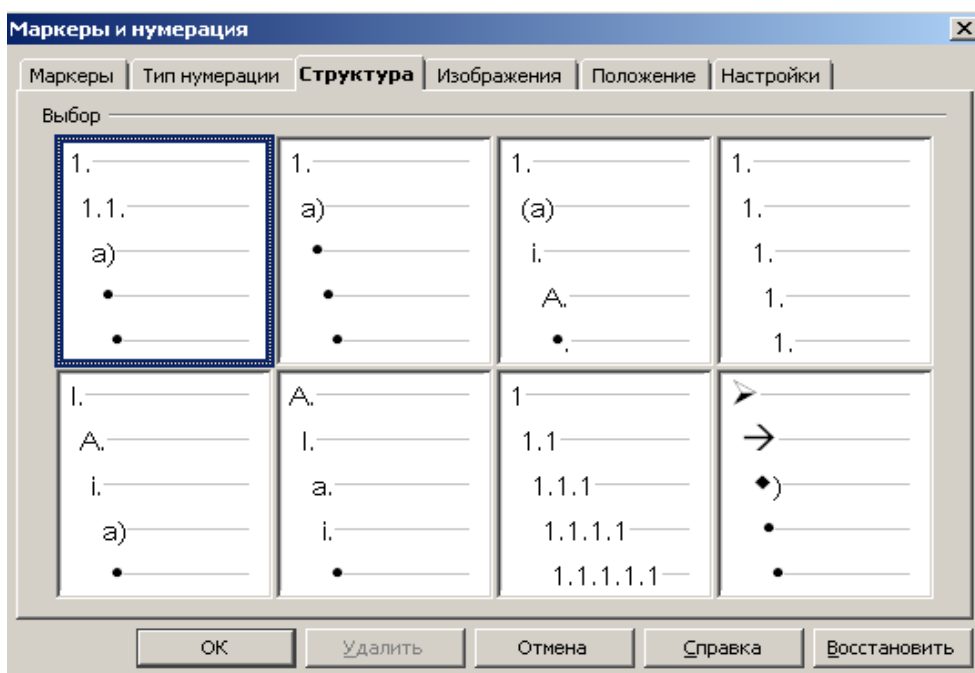 Маркеры и нумерация
Маркеры Тип нумерации Структура Изображения Положение Настройки
Выбор
1. 1. 1. 1.
1.1. a) (a) 1.
a) • i. 1.
• • A. 1.
• • •. 1.
I. A. 1 ➢
A. I. 1.1 →
i. a. 1.1.1 ◆)
a) i. 1.1.1.1 •
• • 1.1.1.1.1 •
ОК Удалить Отмена Справка Восстановить